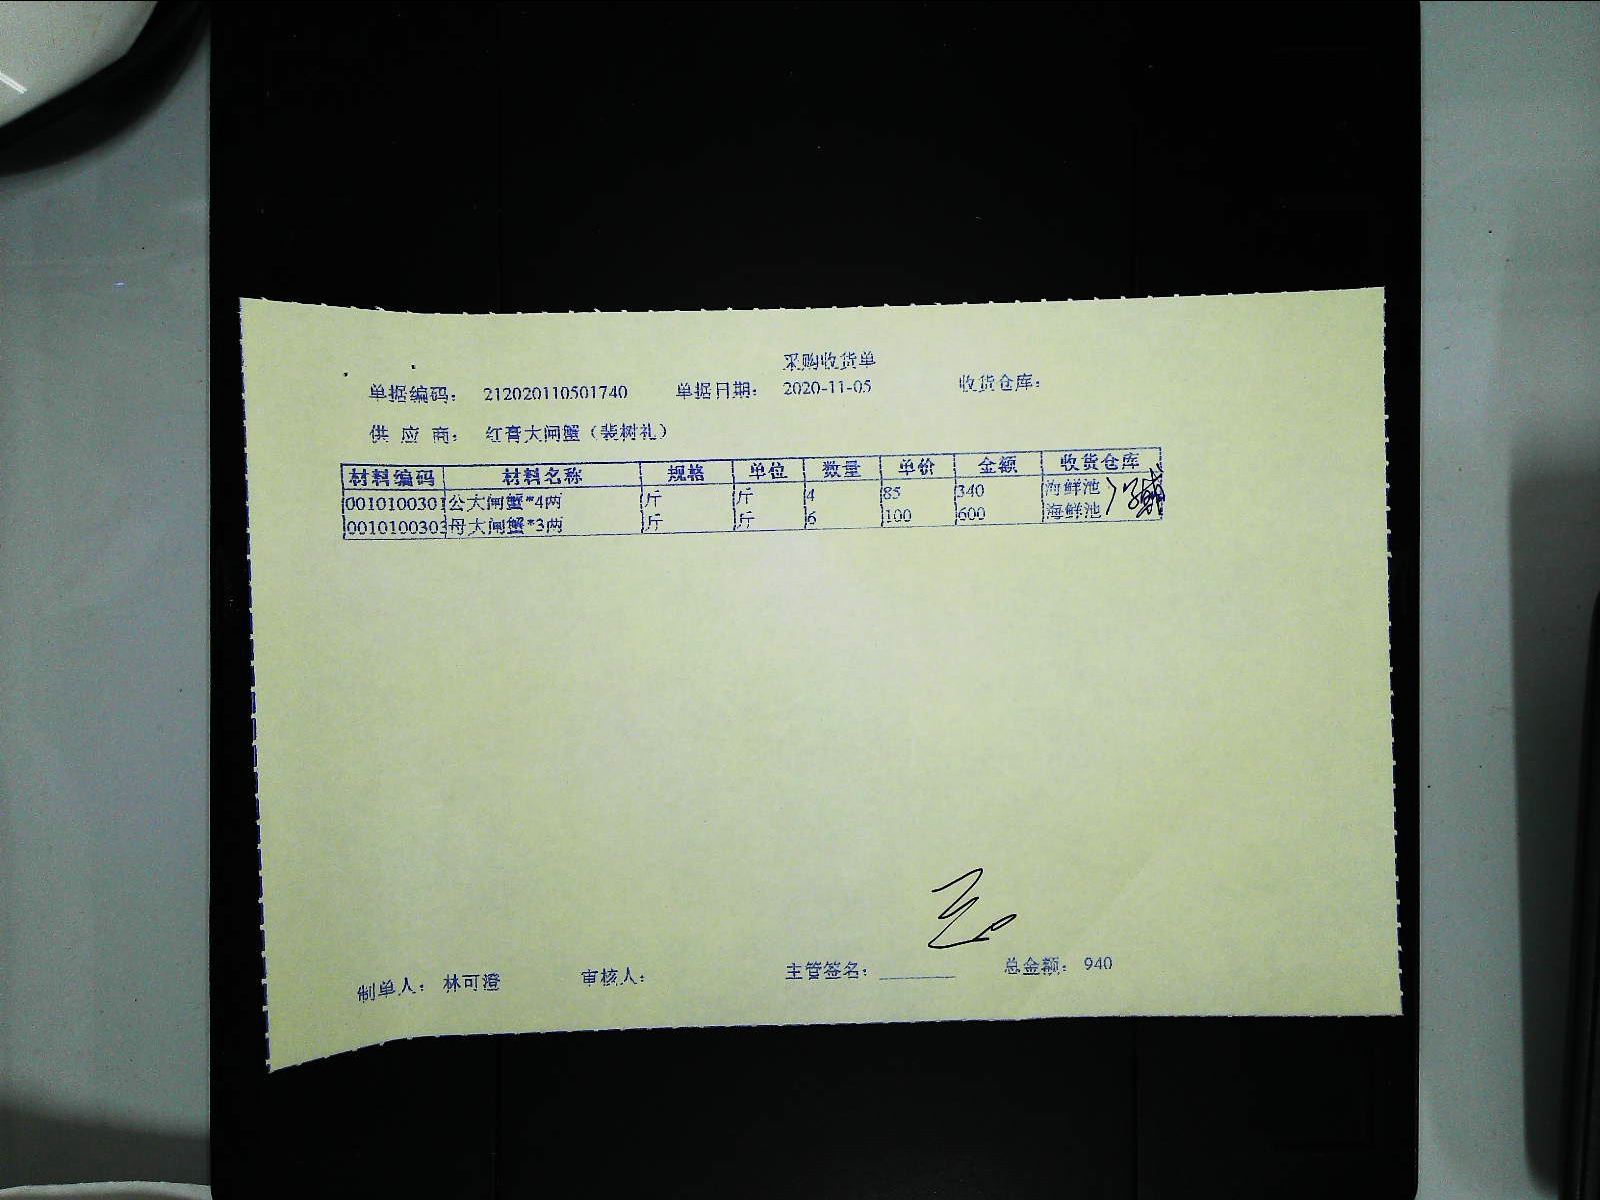 采购收货单
单据编码： 212020110501740 单据日期： 2020-11-05 收货仓库：
供 应 商： 红膏大闸蟹（裴树礼）
材料编码 材料名称 规格 单位 数量 单价 金额 收货仓库
0010100301 公大闸蟹*4两 斤 斤 4 85 340 海鲜池
0010100303 母大闸蟹*3两 斤 斤 6 100 600 海鲜池
制单人： 林可澄 审核人： 主管签名：________ 总金额： 940